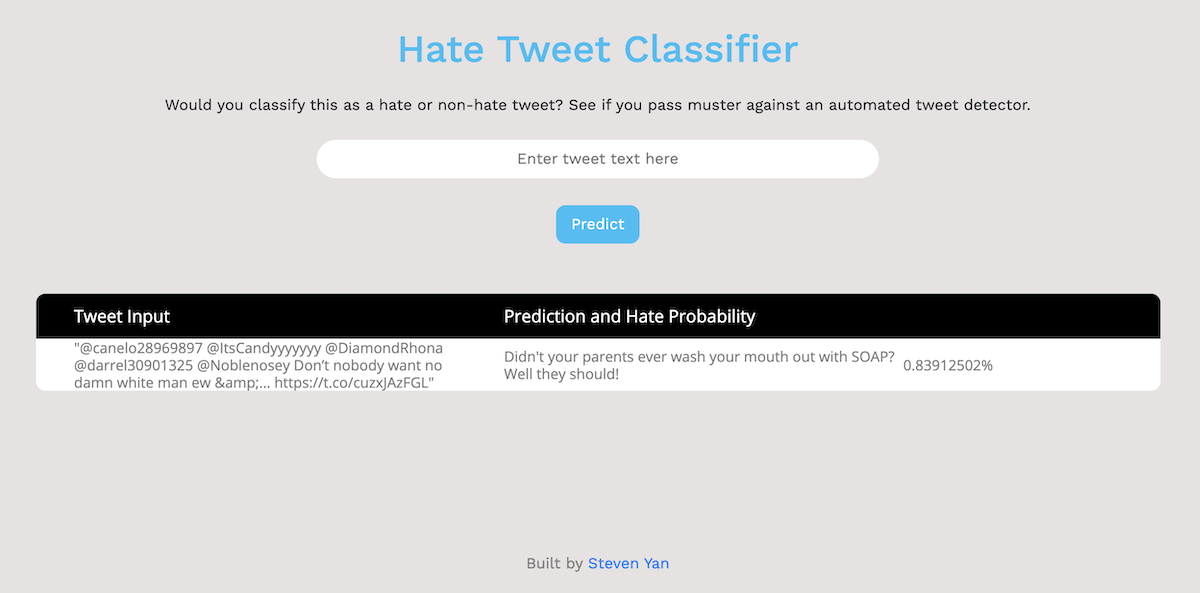 Hate Tweet Classifier
Would you classify this as a hate or non-hate tweet? See if you pass muster against an automated tweet detector.
Enter tweet text here
Predict
Tweet Input
Prediction and Hate Probability
"@canelo28969897 @ItsCandyyyyyyy @DiamondRhona
@darrel30901325 @Noblenosey Don’t nobody want no
damn white man ew &amp;... https://t.co/cuzxJAzFGL"
Didn't your parents ever wash your mouth out with SOAP?
Well they should!
0.83912502%
Built by Steven Yan